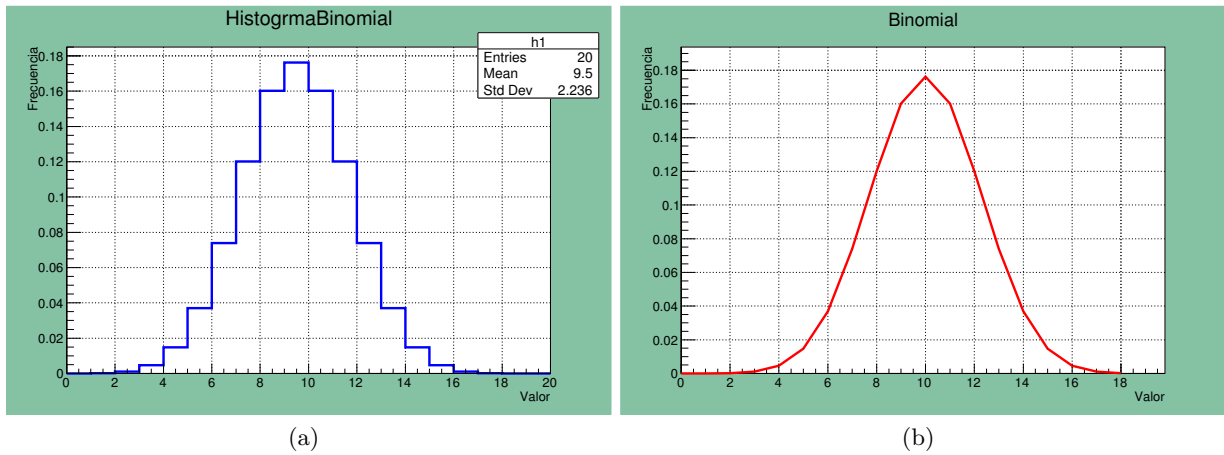 HistogrmaBinomial
h1
Entries 20
Mean 9.5
Std Dev 2.236
Frecuencia
0.18
0.16
0.14
0.12
0.1
0.08
0.06
0.04
0.02
0
0 2 4 6 8 10 12 14 16 18 20
Valor
(a)
Binomial
Frecuencia
0.18
0.16
0.14
0.12
0.1
0.08
0.06
0.04
0.02
0
0 2 4 6 8 10 12 14 16 18
Valor
(b)